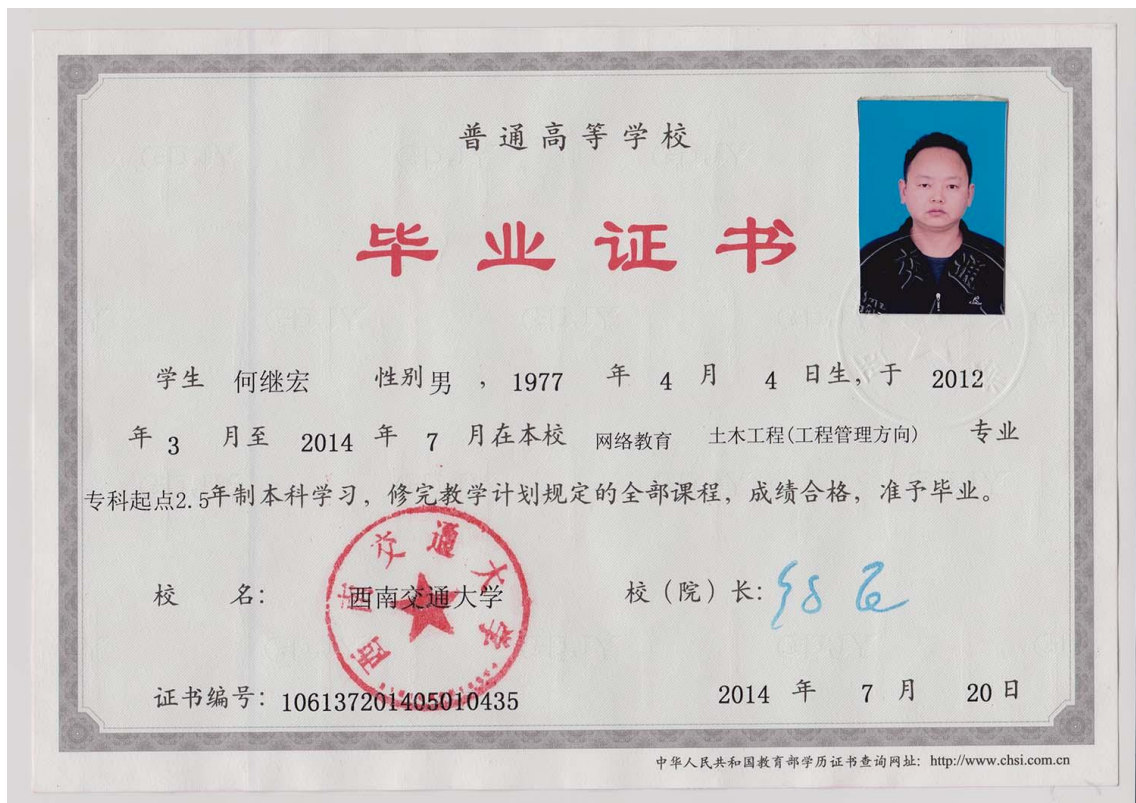 普通高等学校
毕业证书
学生 何继宏 性别 男 ，1977 年 4 月 4 日生，于 2012
年 3 月至 2014 年 7 月在本校 网络教育 土木工程(工程管理方向) 专业
专科起点2.5年制本科学习，修完教学计划规定的全部课程，成绩合格，准予毕业。
校 名： 西南交通大学
西南交通大学
校（院）长：
证书编号：106137201405010435
2014 年 7 月 20 日
中华人民共和国教育部学历证书查询网址：http://www.chsi.com.cn